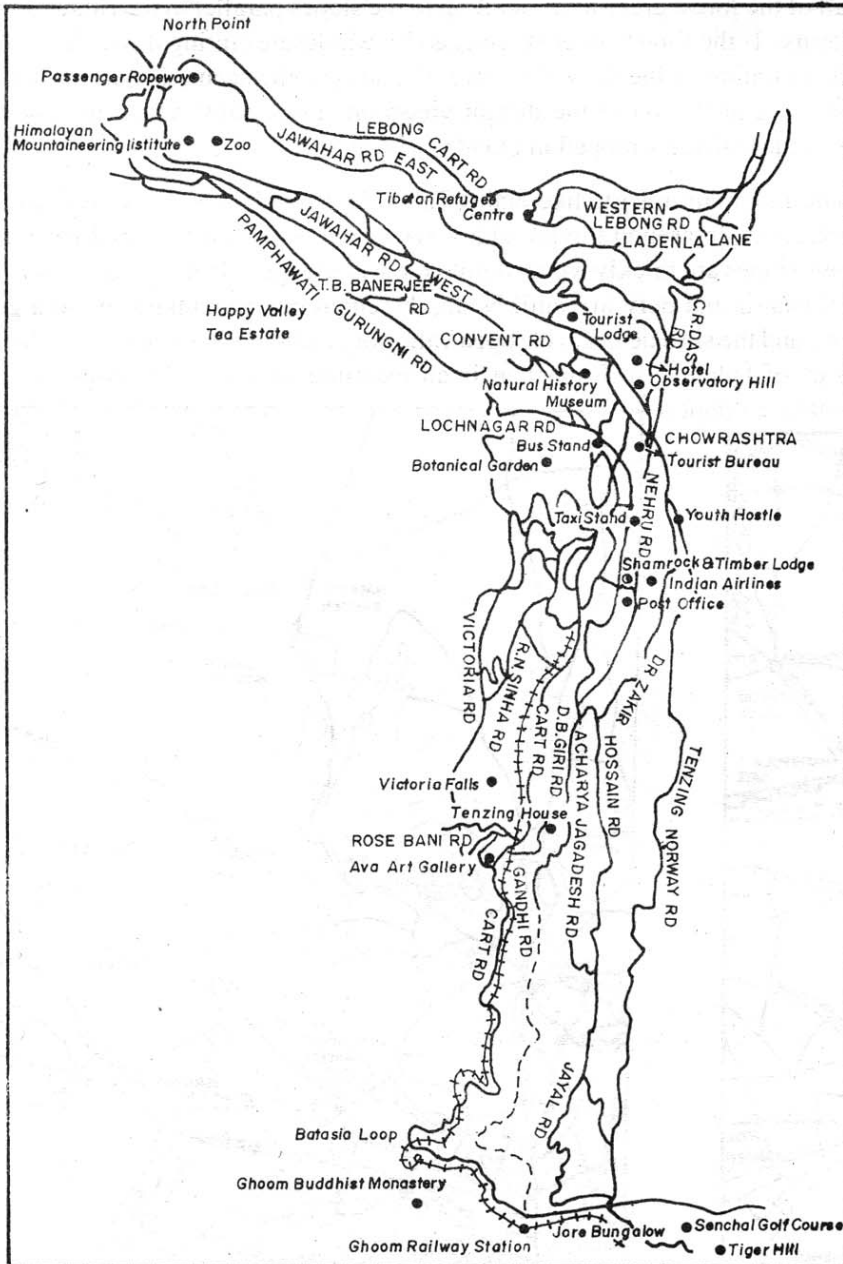 North Point
Passenger Ropeway
Himalayan
Mountaineering Iistitute
Zoo
LEBONG CART RD
JAWAHAR RD EAST
Tibetan Refugee
Centre
WESTERN
LEBONG RD
LADENLA LANE
JAWAHAR RD WEST
PAMPHAWATI GURUNGNI RD
T.B. BANERJEE
RD
Happy Valley
Tea Estate
CONVENT RD
Tourist
Lodge
C.R.DAS
RD
Hotel
Observatory Hill
Natural History
Museum
LOCHNAGAR RD
Bus Stand
CHOWRASHTRA
Tourist Bureau
Botanical Garden
NEHRU RD
Taxi Stand
Youth Hostle
Shamrock & Timber Lodge
Indian Airlines
Post Office
VICTORIA RD
R.N.SINHA RD
CART RD
D.B.GIRI RD
ACHARYA JAGADESH RD
DR ZAKIR
HOSSAIN RD
TENZING NORWAY RD
Victoria Falls
Tenzing House
ROSE BANI RD
Ava Art Gallery
GANDHI RD
CART RD
JAYAL RD
Batasia Loop
Ghoom Buddhist Monastery
Ghoom Railway Station
Jore Bungalow
Senchal Golf Course
Tiger Hill